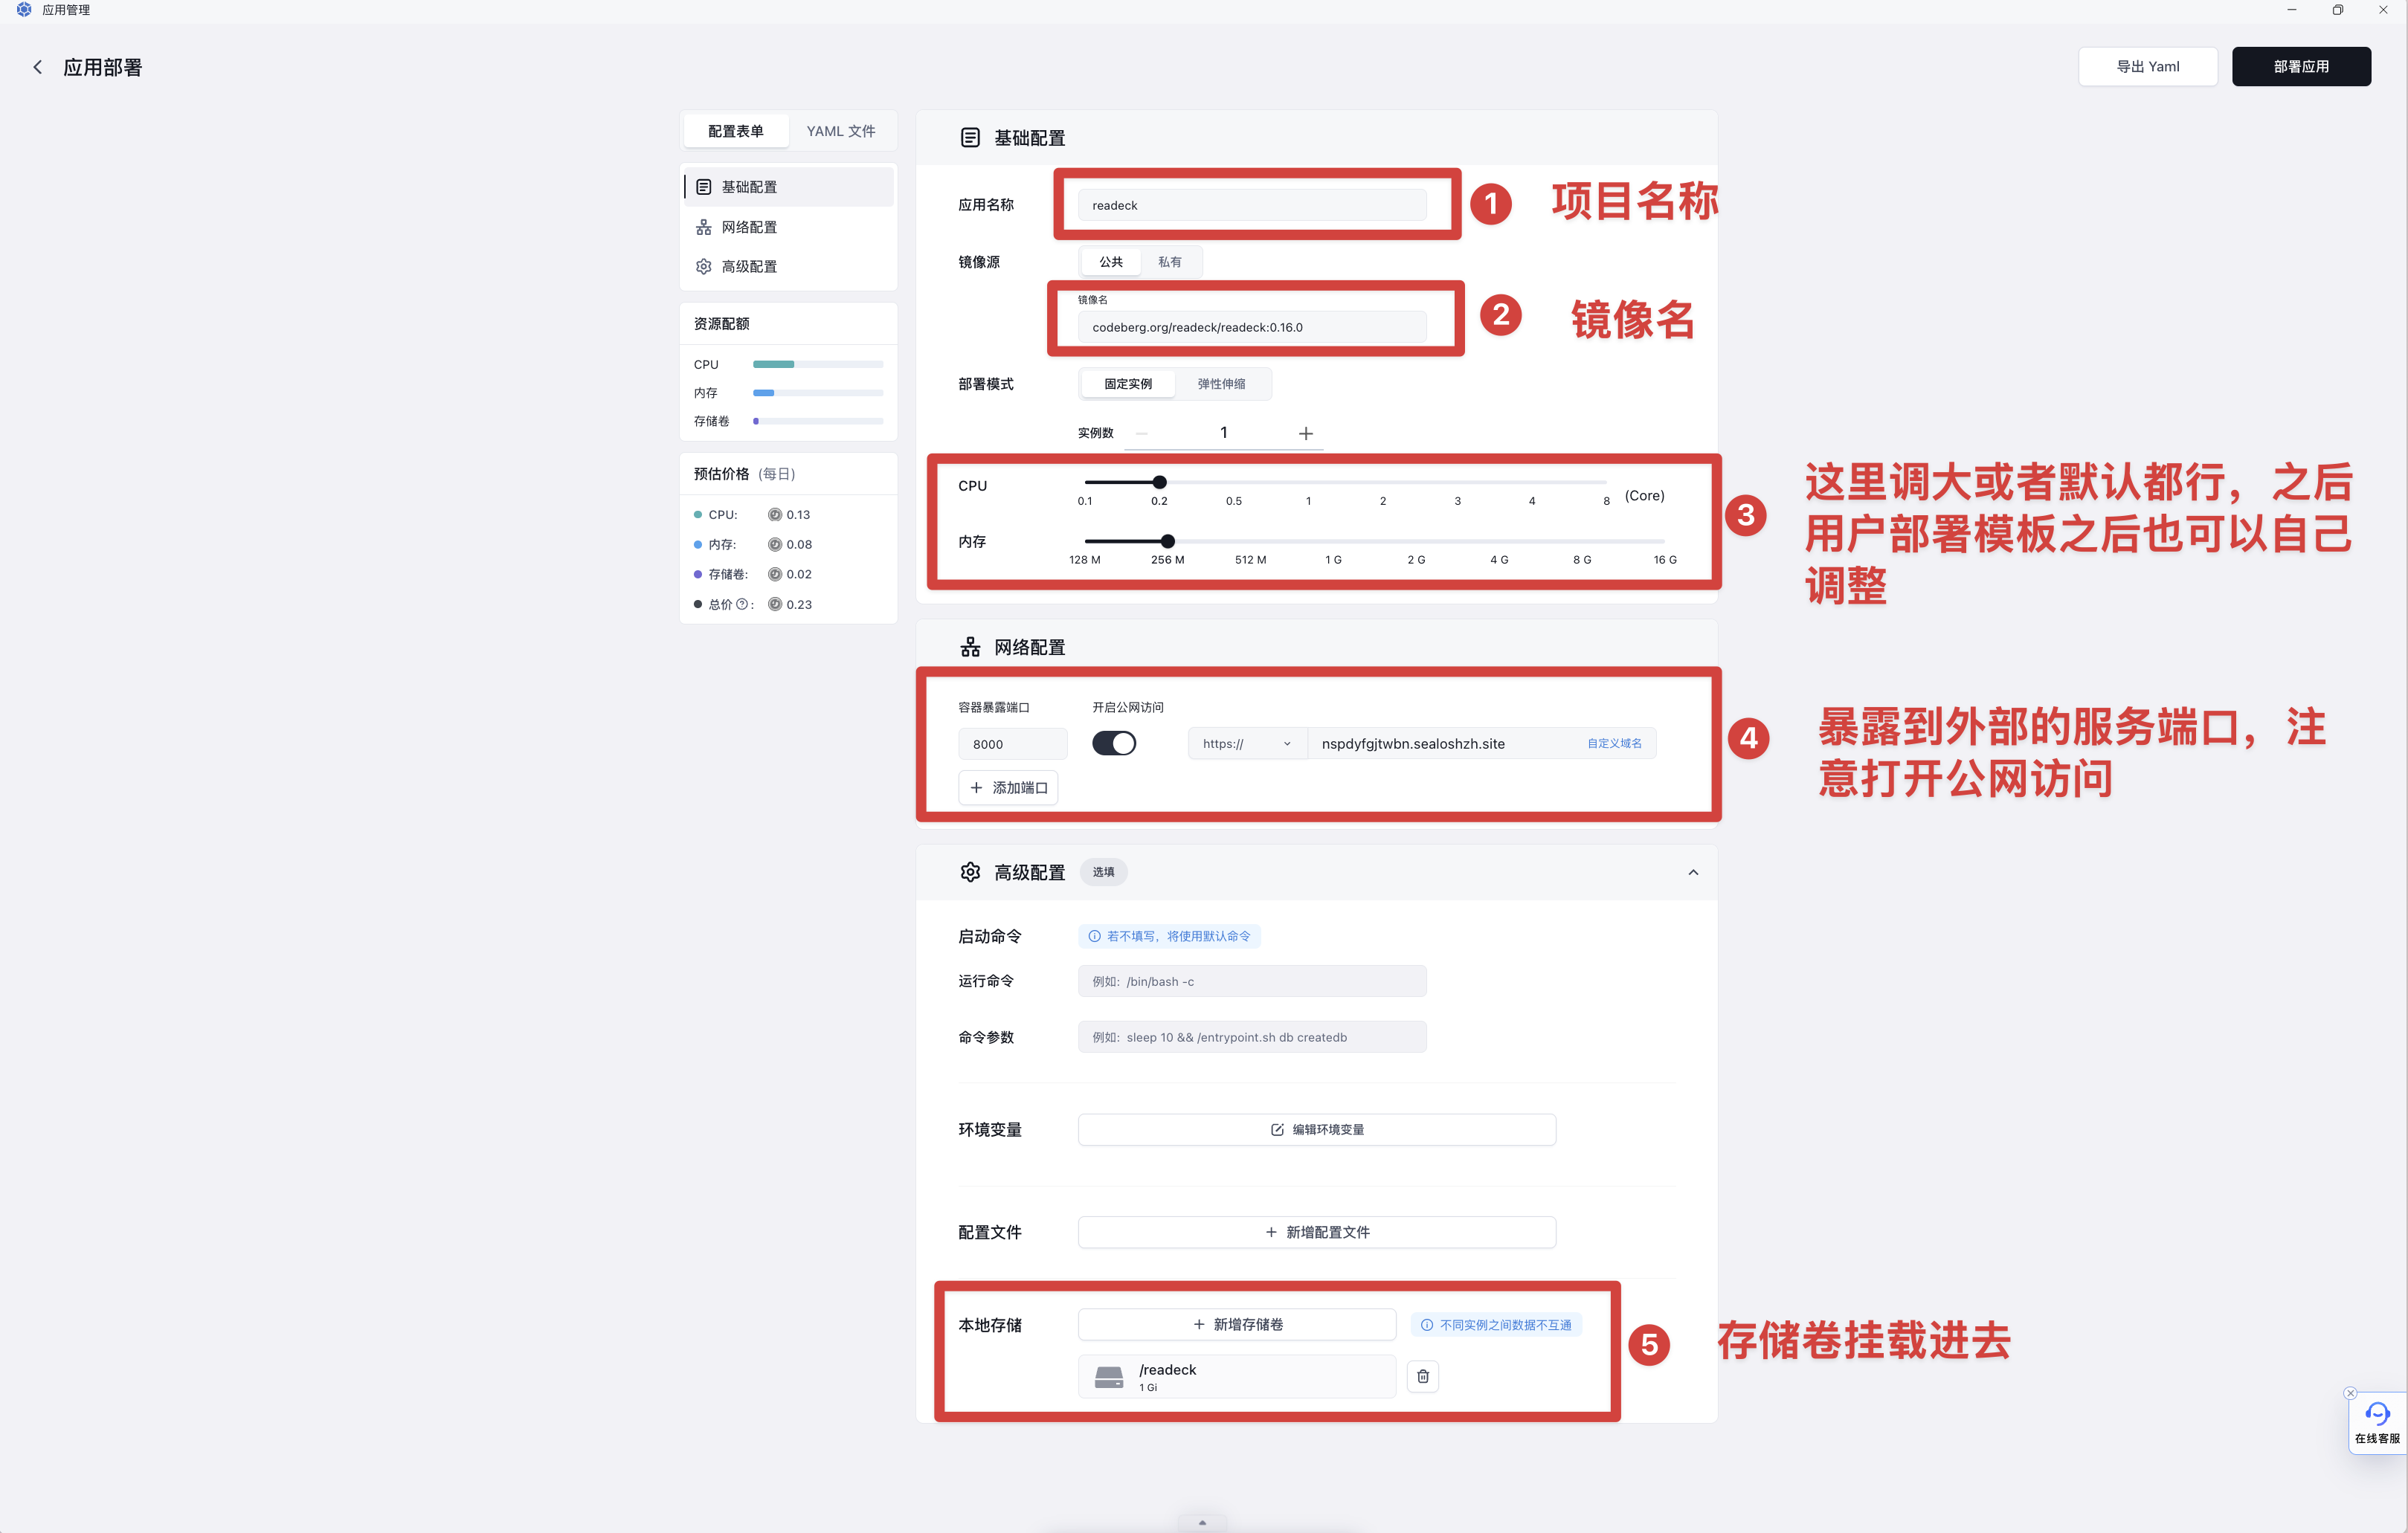 应用管理
应用部署
导出 Yaml
部署应用
配置表单
YAML 文件
基础配置
网络配置
高级配置
资源配额
CPU
内存
存储卷
预估价格 (每日)
CPU: 0.13
内存: 0.08
存储卷: 0.02
总价 ? : 0.23
基础配置
应用名称
readeck
1
项目名称
镜像源
公共
私有
镜像名
codeberg.org/readeck/readeck:0.16.0
2
镜像名
部署模式
固定实例
弹性伸缩
实例数
1
CPU
0.1 0.2 0.5 1 2 3 4 8 (Core)
内存
128 M 256 M 512 M 1 G 2 G 4 G 8 G 16 G
3
这里调大或者默认都行，之后
用户部署模板之后也可以自己
调整
网络配置
容器暴露端口
开启公网访问
8000
https://
nspdyfgjtwbn.sealoshzh.site
自定义域名
添加端口
4
暴露到外部的服务端口，注
意打开公网访问
高级配置
选填
启动命令
若不填写，将使用默认命令
运行命令
例如: /bin/bash -c
命令参数
例如: sleep 10 && /entrypoint.sh db createdb
环境变量
编辑环境变量
配置文件
新增配置文件
本地存储
新增存储卷
不同实例之间数据不互通
/readeck
1 Gi
5
存储卷挂载进去
在线客服